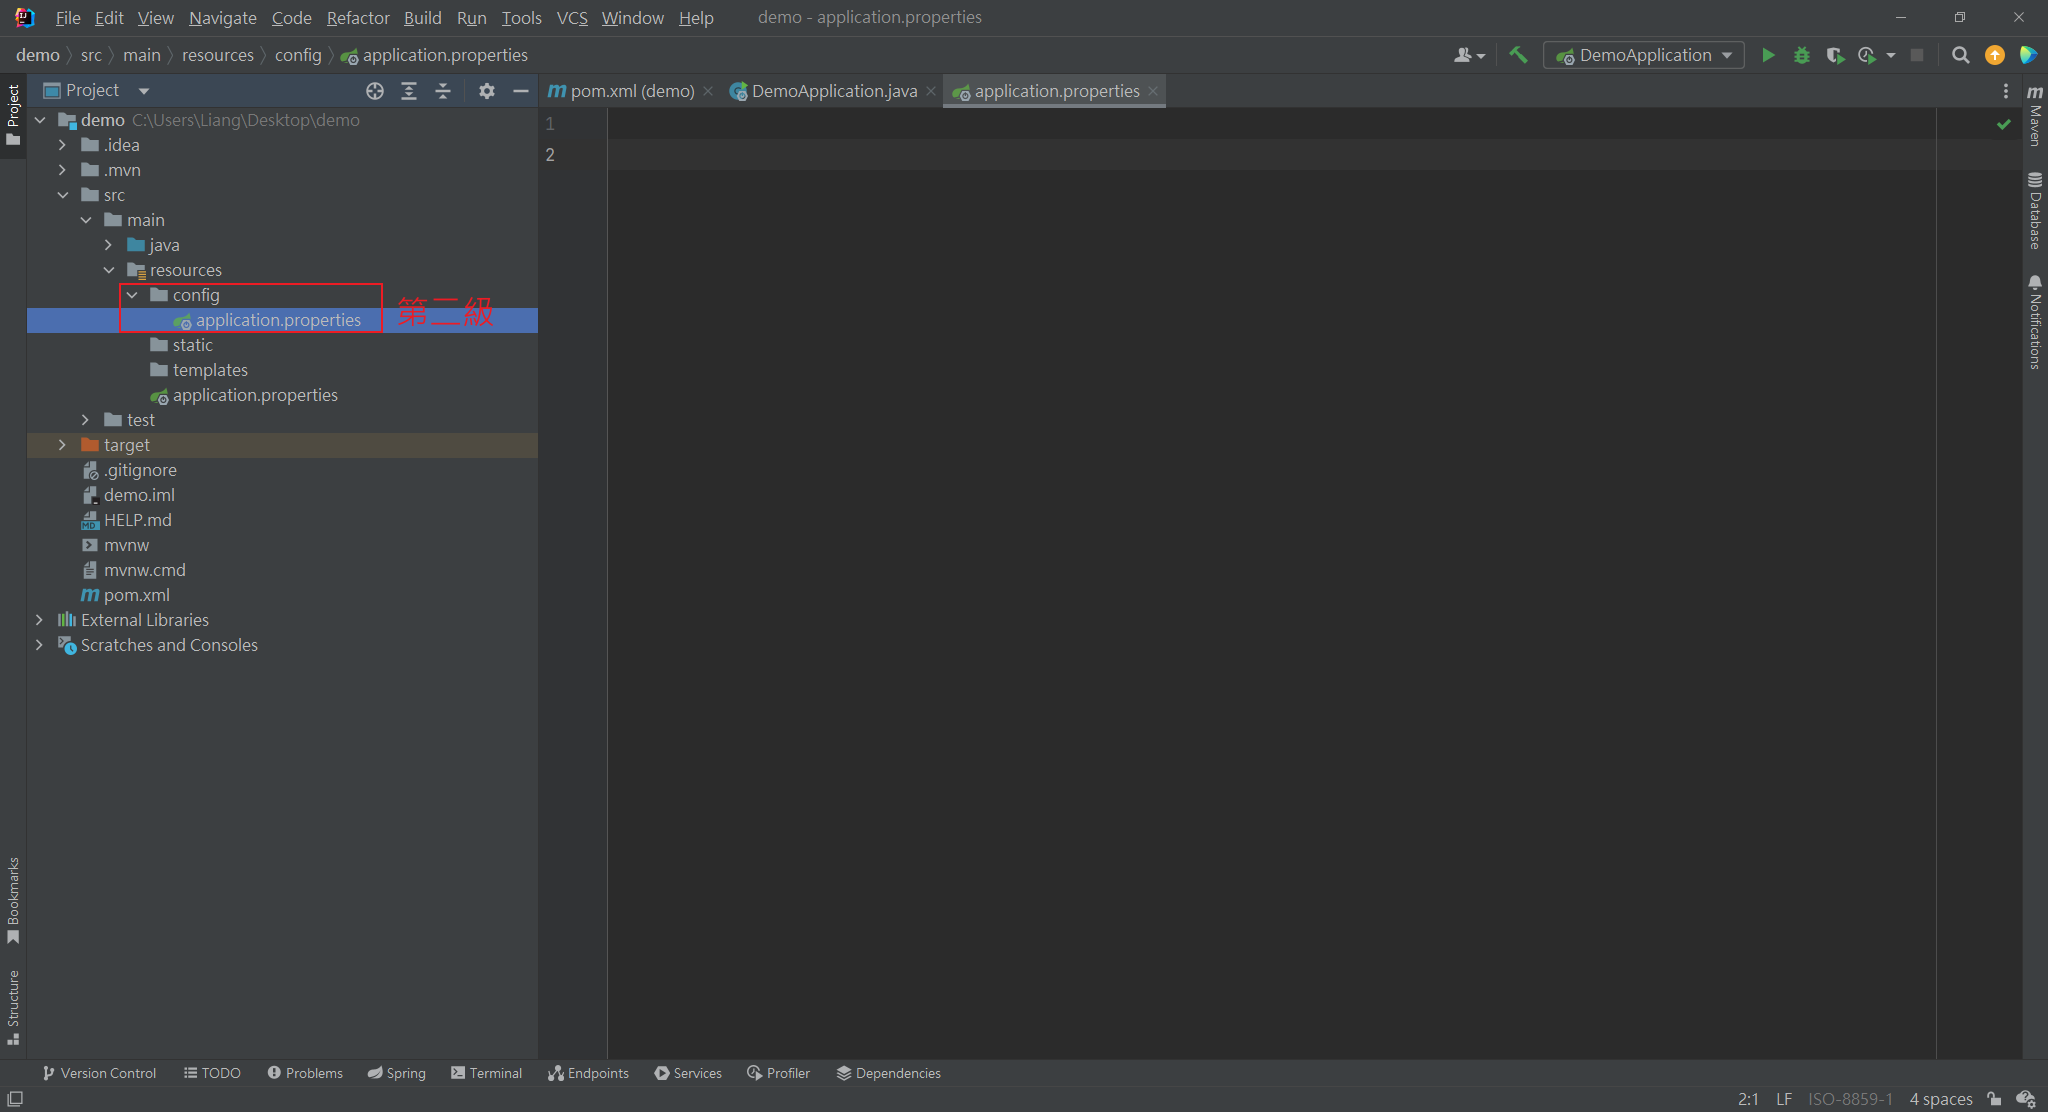 File Edit View Navigate Code Refactor Build Run Tools VCS Window Help demo - application.properties
demo src main resources config application.properties DemoApplication
Project
Project
pom.xml (demo) DemoApplication.java application.properties
demo C:\Users\Liang\Desktop\demo
.idea
.mvn
src
main
java
resources
config
application.properties
第二級
static
templates
application.properties
test
target
.gitignore
demo.iml
HELP.md
mvnw
mvnw.cmd
pom.xml
External Libraries
Scratches and Consoles
1
2
Maven
Database
Notifications
Bookmarks
Structure
Version Control TODO Problems Spring Terminal Endpoints Services Profiler Dependencies
2:1 LF ISO-8859-1 4 spaces